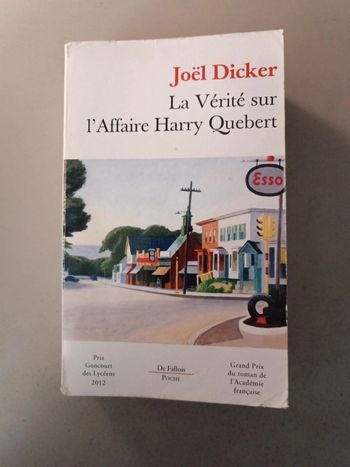 Joël Dicker
La Vérité sur
l'Affaire Harry Quebert
Esso
Prix
Goncourt
des Lycéens
2012
De Fallois
Poche
Grand Prix
du roman de
l'Académie
française